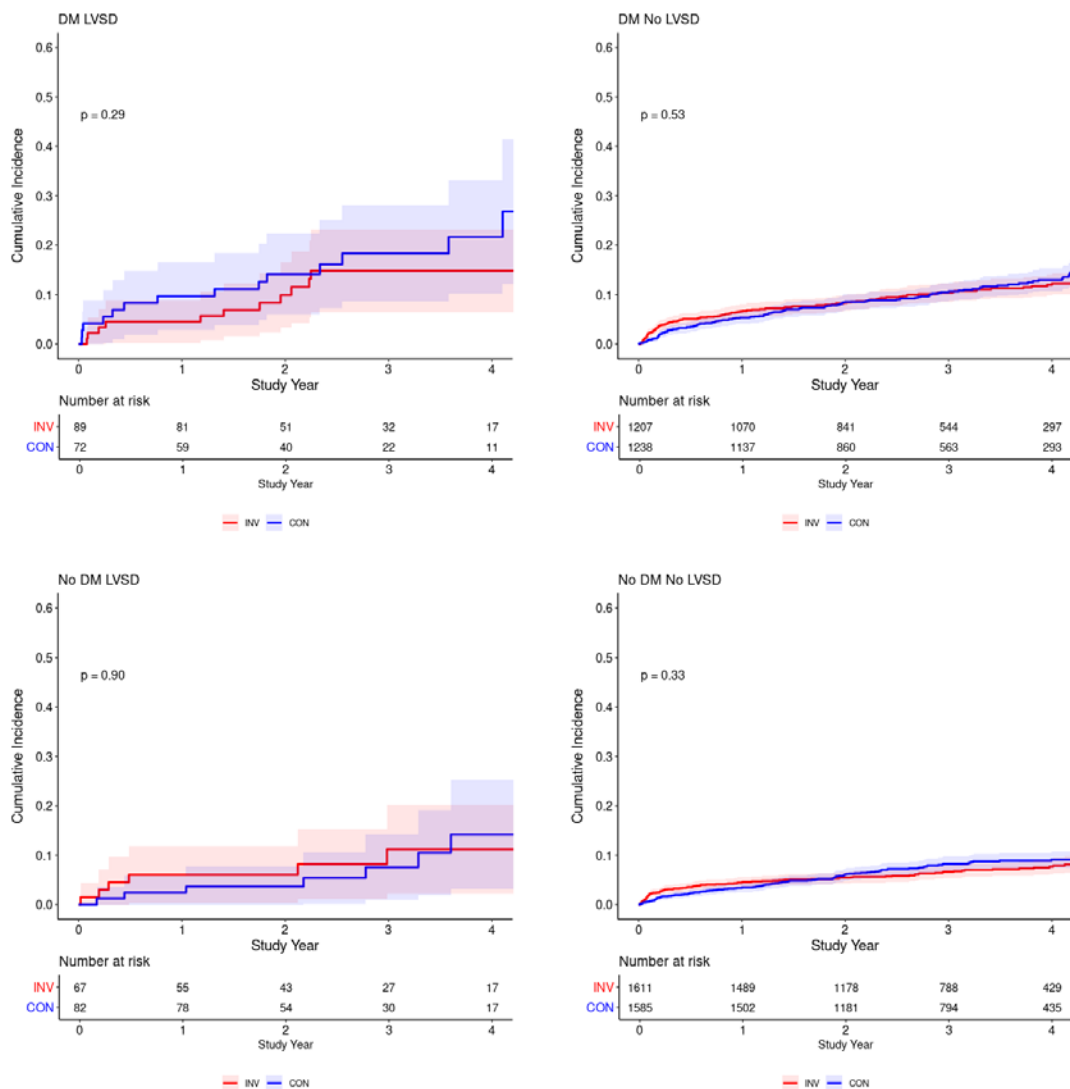 DM LVSD
0.6
0.5
0.4
0.3
0.2
0.1
0.0
Cumulative Incidence
p = 0.29
0 1 2 3 4
Study Year
Number at risk
INV 89 81 51 32 17
CON 72 59 40 22 11
0 1 2 3 4
Study Year
INV CON
DM No LVSD
0.6
0.5
0.4
0.3
0.2
0.1
0.0
Cumulative Incidence
p = 0.53
0 1 2 3 4
Study Year
Number at risk
INV 1207 1070 841 544 297
CON 1238 1137 860 563 293
0 1 2 3 4
Study Year
INV CON
No DM LVSD
0.6
0.5
0.4
0.3
0.2
0.1
0.0
Cumulative Incidence
p = 0.90
0 1 2 3 4
Study Year
Number at risk
INV 67 55 43 27 17
CON 82 78 54 30 17
0 1 2 3 4
Study Year
INV CON
No DM No LVSD
0.6
0.5
0.4
0.3
0.2
0.1
0.0
Cumulative Incidence
p = 0.33
0 1 2 3 4
Study Year
Number at risk
INV 1611 1489 1178 788 429
CON 1585 1502 1181 794 435
0 1 2 3 4
Study Year
INV CON